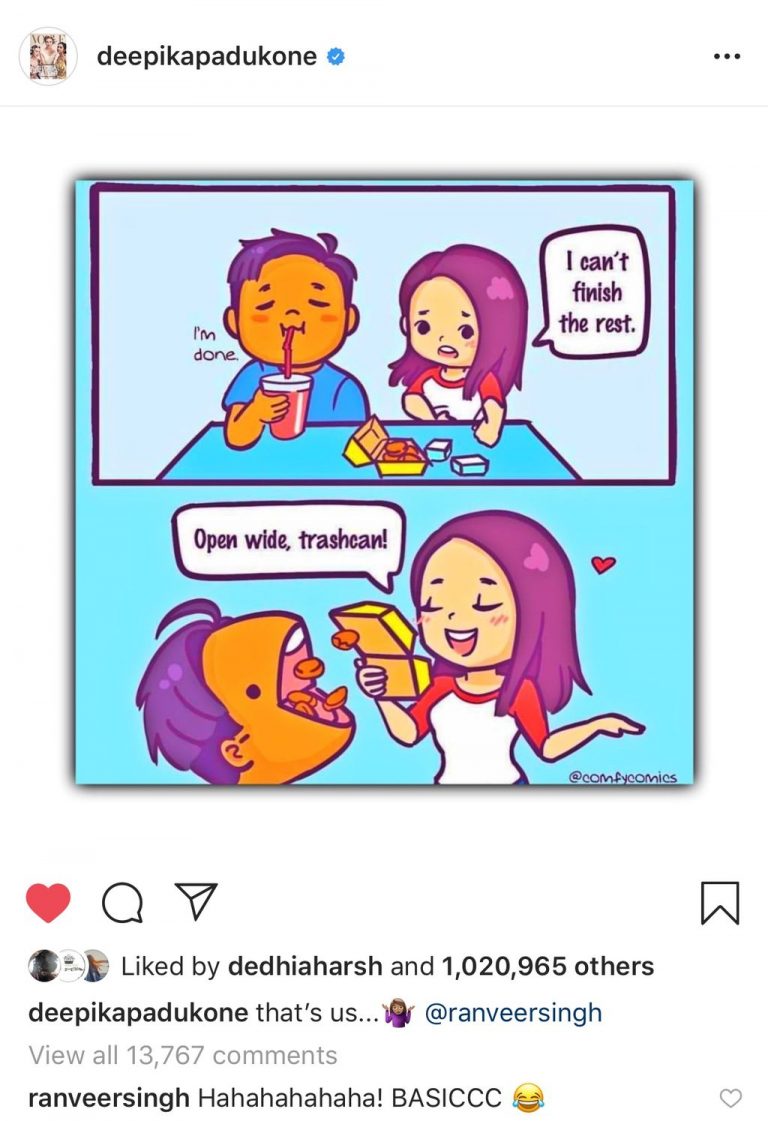 VOGUE
deepikapadukone
I'm
done.
I can't
finish
the rest.
Open wide, trashcan!
@comfycomics
Liked by dedhiaharsh and 1,020,965 others
deepikapadukone that's us...🤷🏽‍♀️ @ranveersingh
View all 13,767 comments
ranveersingh Hahahahahaha! BASICCC 😂